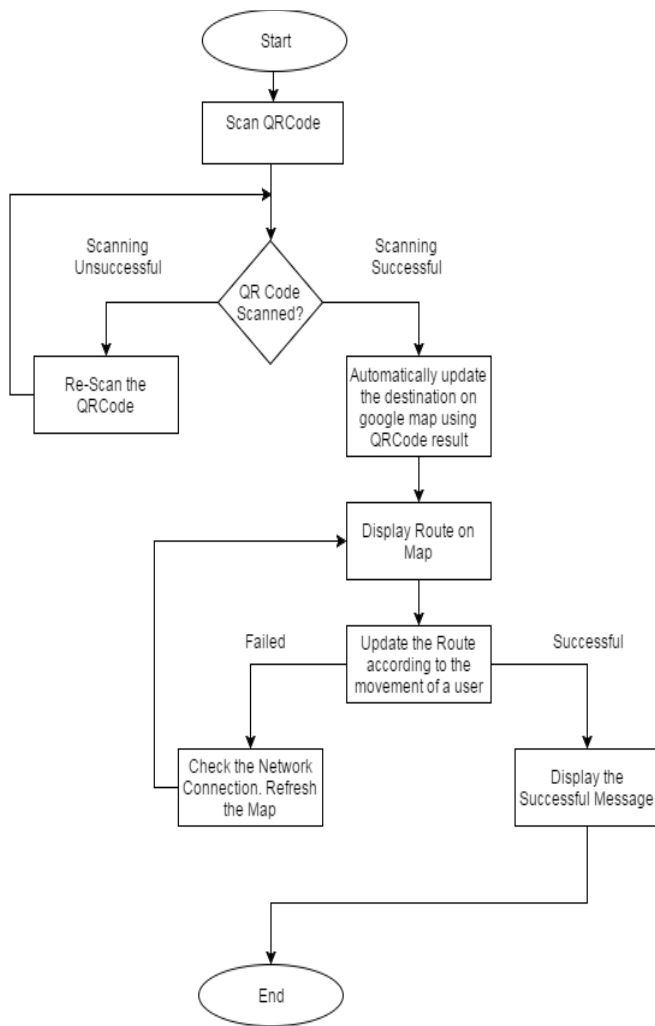 Start
Scan QRCode
Scanning
Unsuccessful
Scanning
Successful
QR Code
Scanned?
Re-Scan the
QRCode
Automatically update
the destination on
google map using
QRCode result
Display Route on
Map
Failed
Update the Route
according to the
movement of a user
Successful
Check the Network
Connection. Refresh
the Map
Display the
Successful Message
End